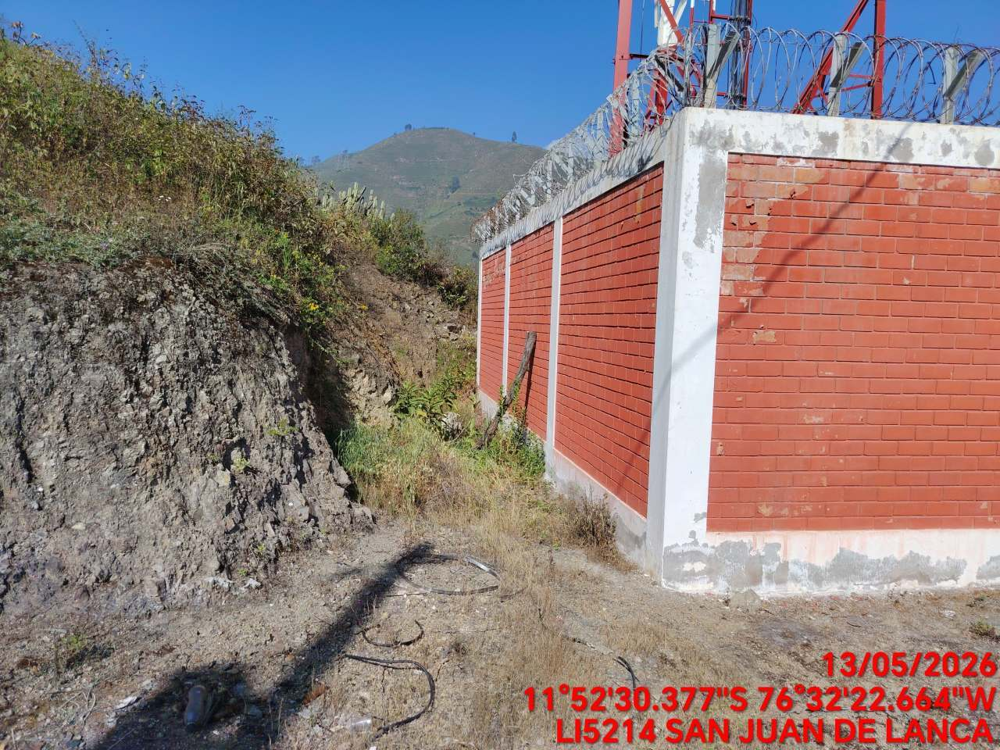 13/05/2026
11°52'30.377"S 76°32'22.664"W
LI5214 SAN JUAN DE LANCA